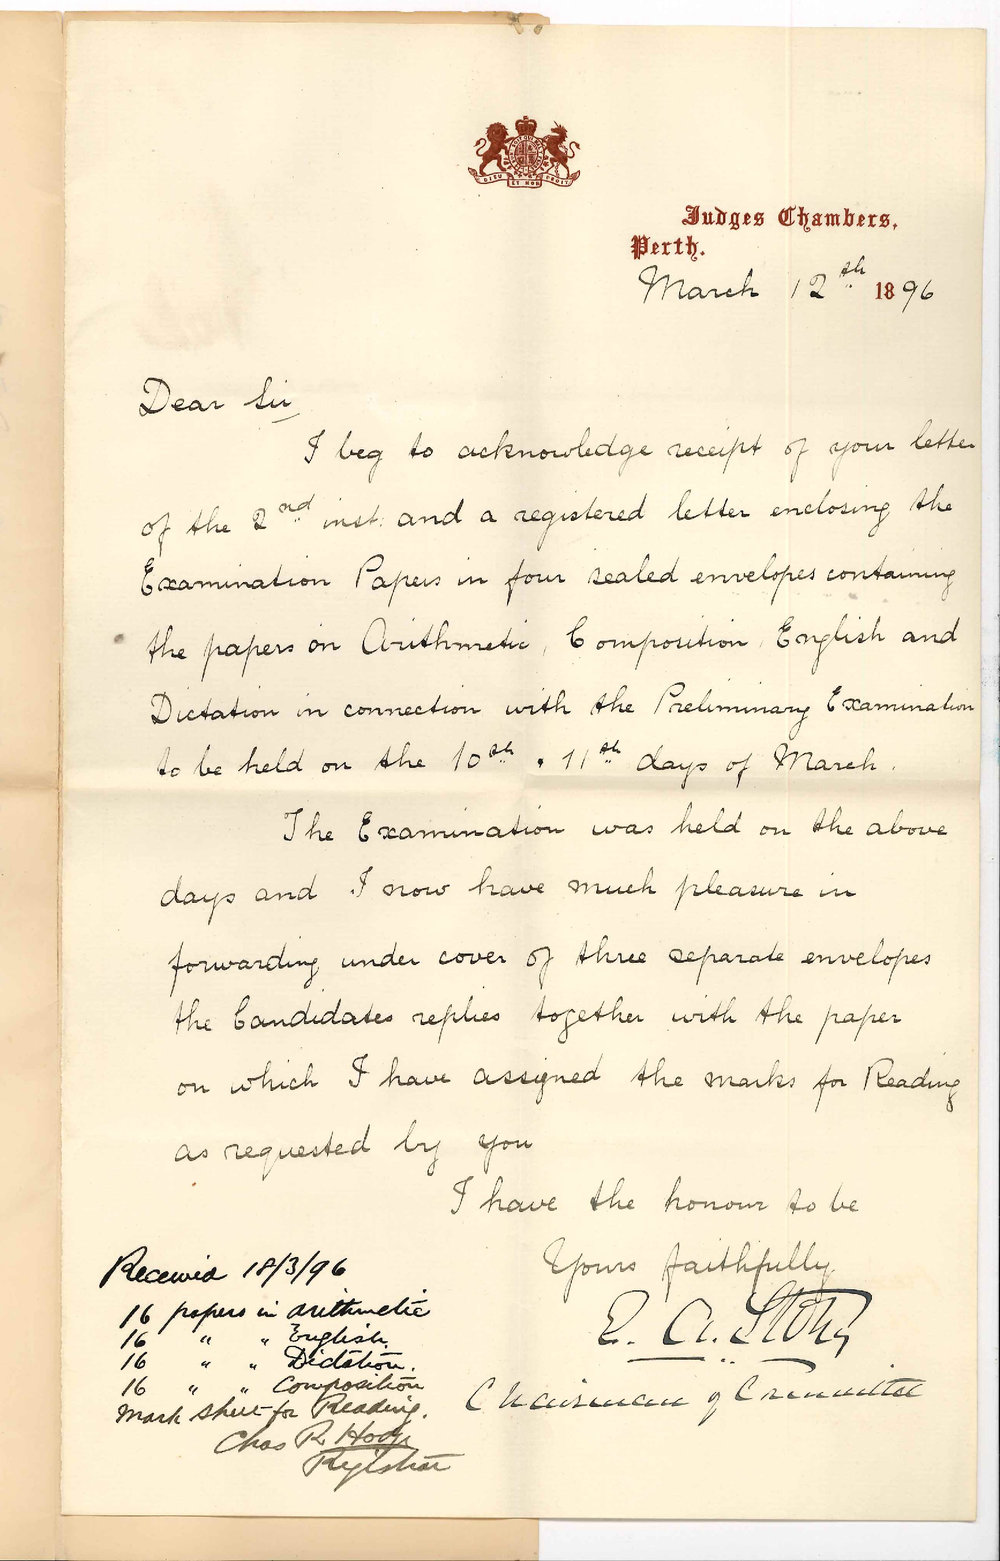 DIEU ET MON DROIT
Judges Chambers,
Perth.
March 12th 1896
Dear Sir,
I beg to acknowledge receipt of your letter
of the 2nd inst. and a registered letter enclosing the
Examination Papers in four sealed envelopes containing
the papers on Arithmetic, Composition, English and
Dictation in connection with the Preliminary Examination
to be held on the 10th & 11th days of March.
The Examination was held on the above
days and I now have much pleasure in
forwarding under cover of three separate envelopes
the Candidates replies together with the paper
on which I have assigned the marks for Reading
as requested by you
I have the honour to be
Yours faithfully
E. A. Stone
Chairman of Committee
Received 18/3/96
16 papers in arithmetic
16 " " English.
16 " " Dictation.
16 " " Composition
Mark Sheet for Reading.
Chas R. Hodge
Registrar